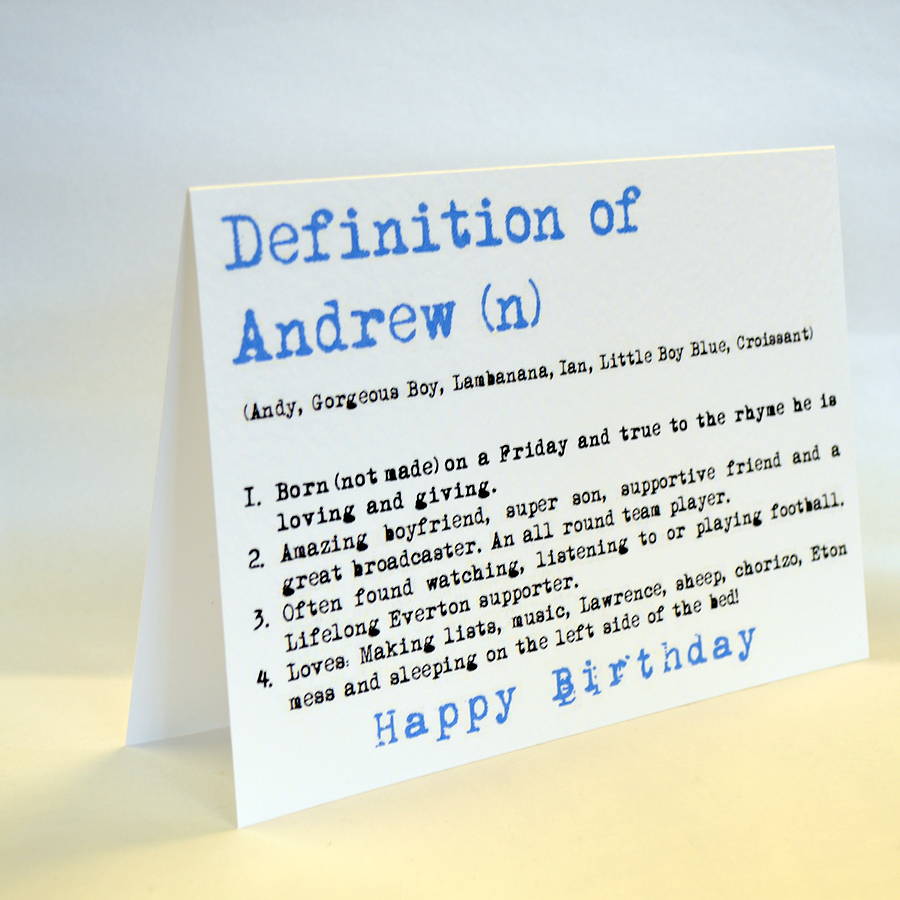 Definition of
Andrew (n)
(Andy, Gorgeous Boy, Lambanana, Ian, Little Boy Blue, Croissant)
1. Born (not made) on a Friday and true to the rhyme he is
loving and giving.
2. Amazing boyfriend, super son, supportive friend and a
great broadcaster. An all round team player.
3. Often found watching, listening to or playing football.
Lifelong Everton supporter.
4. Loves: Making lists, music, Lawrence, sheep, chorizo, Eton
mess and sleeping on the left side of the bed!
Happy Birthday